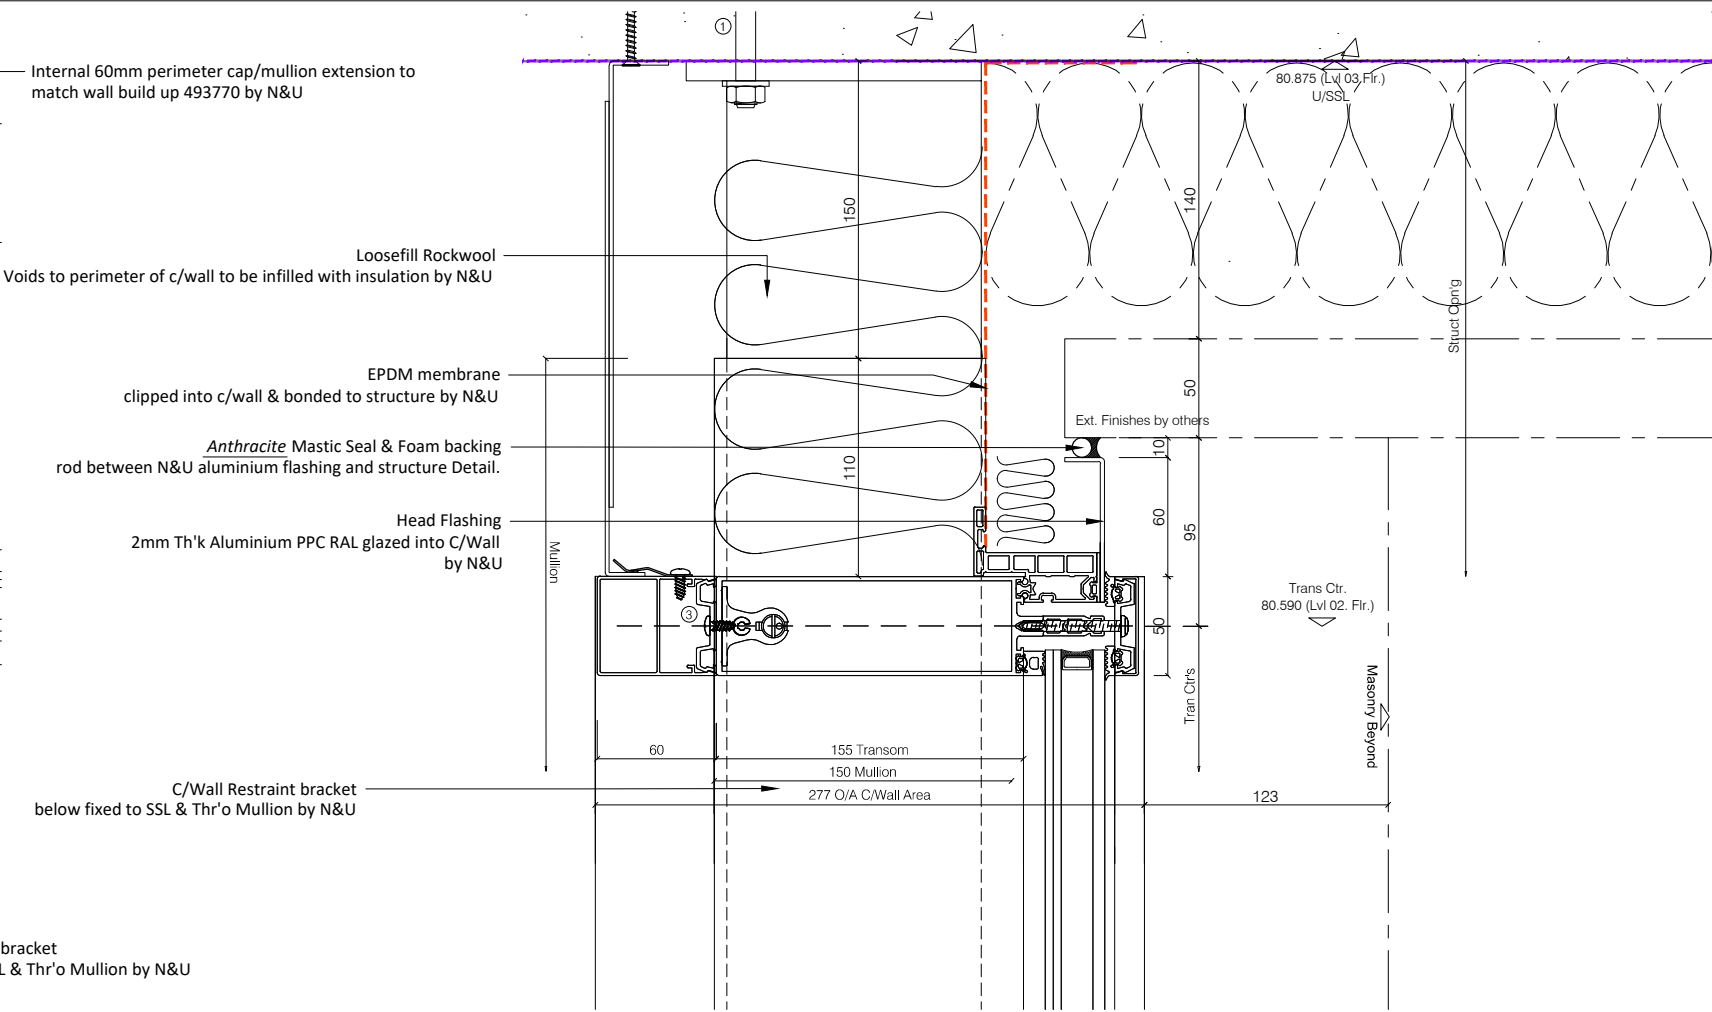 Internal 60mm perimeter cap/mullion extension to
match wall build up 493770 by N&U
Loosefill Rockwool
Voids to perimeter of c/wall to be infilled with insulation by N&U
EPDM membrane
clipped into c/wall & bonded to structure by N&U
Anthracite Mastic Seal & Foam backing
rod between N&U aluminium flashing and structure Detail.
Head Flashing
2mm Th'k Aluminium PPC RAL glazed into C/Wall
by N&U
C/Wall Restraint bracket
below fixed to SSL & Thr'o Mullion by N&U
bracket
L & Thr'o Mullion by N&U
1
80.875 (Lvl 03 Flr.)
U/SSL
150
140
Struct Opn'g
50
Ext. Finishes by others
10
110
60
95
Mullion
3
50
Trans Ctr.
80.590 (Lvl 02. Flr.)
Tran Ctr's
Masonry Beyond
60
155 Transom
150 Mullion
277 O/A C/Wall Area
123